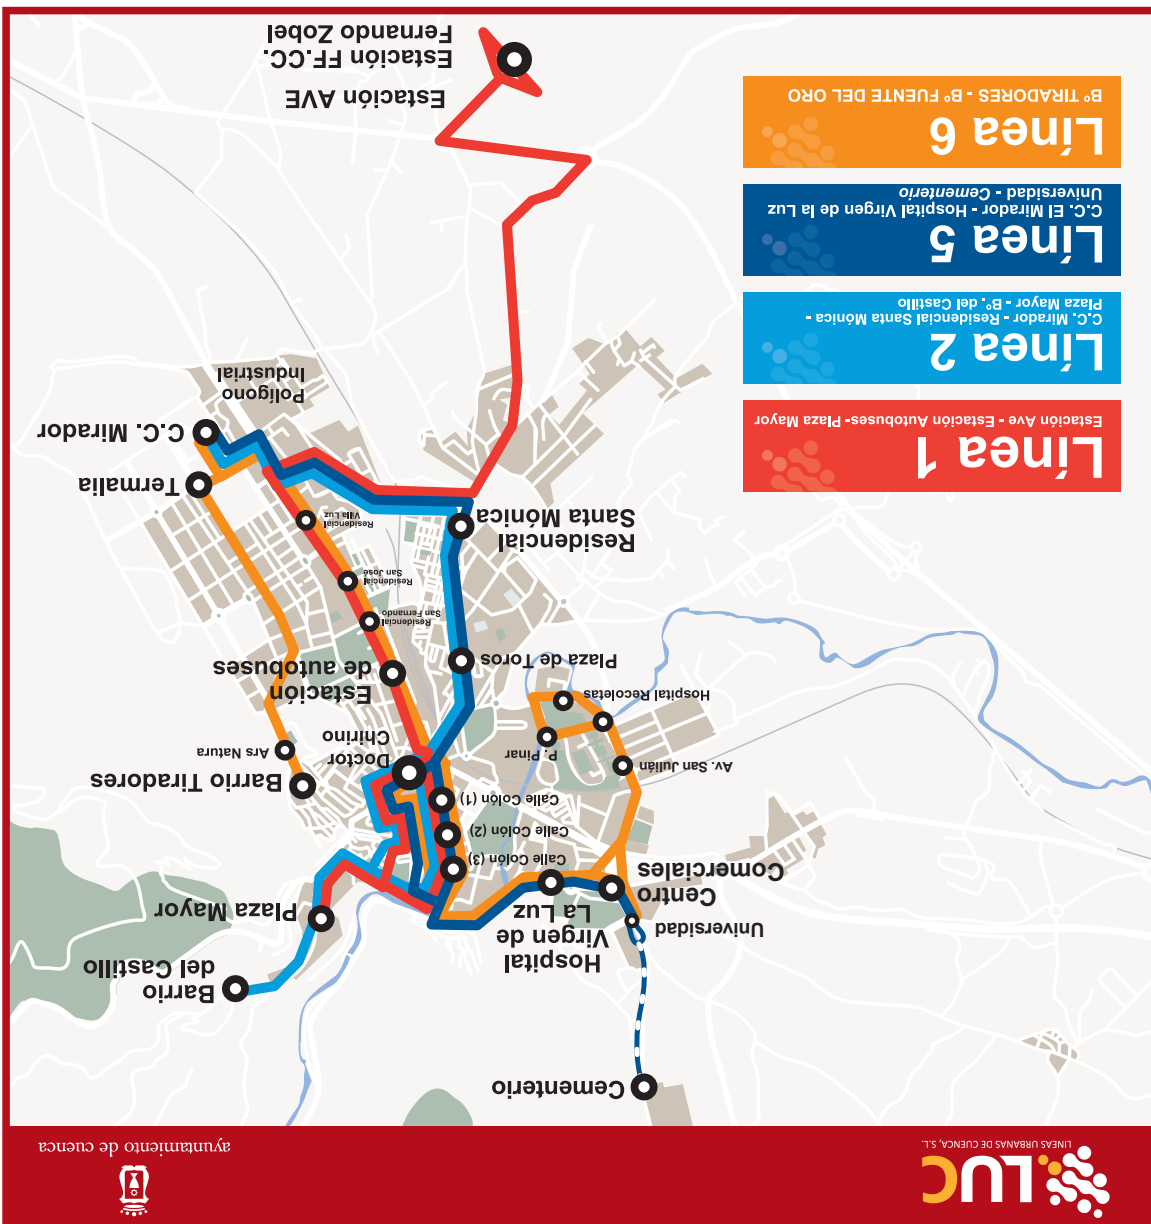 LUC
LINEAS URBANAS DE CUENCA, S.L.
ayuntamiento de cuenca
Cementerio
Barrio
del Castillo
Plaza Mayor
Universidad
Hospital
Virgen de
La Luz
Centro
Comerciales
Calle Colón (3)
Calle Colón (2)
Calle Colón (1)
Barrio Tiradores
Ars Natura
Doctor
Chirino
Av. San Julián
P. Pinar
Hospital Recoletas
Estación
de autobuses
Plaza de Toros
Residencial
San Fernando
Residencial
San José
Residencial
Villa Luz
Residencial
Santa Mónica
Termalia
C.C. Mirador
Polígono
Industrial
Línea 1
Estación Ave - Estación Autobuses- Plaza Mayor
Línea 2
C.C. Mirador - Residencial Santa Mónica -
Plaza Mayor - Bº. del Castillo
Línea 5
C.C. El Mirador - Hospital Virgen de la Luz
Universidad - Cementerio
Línea 6
Bº TIRADORES - Bº FUENTE DEL ORO
Estación AVE
Estación FF.CC.
Fernando Zobel